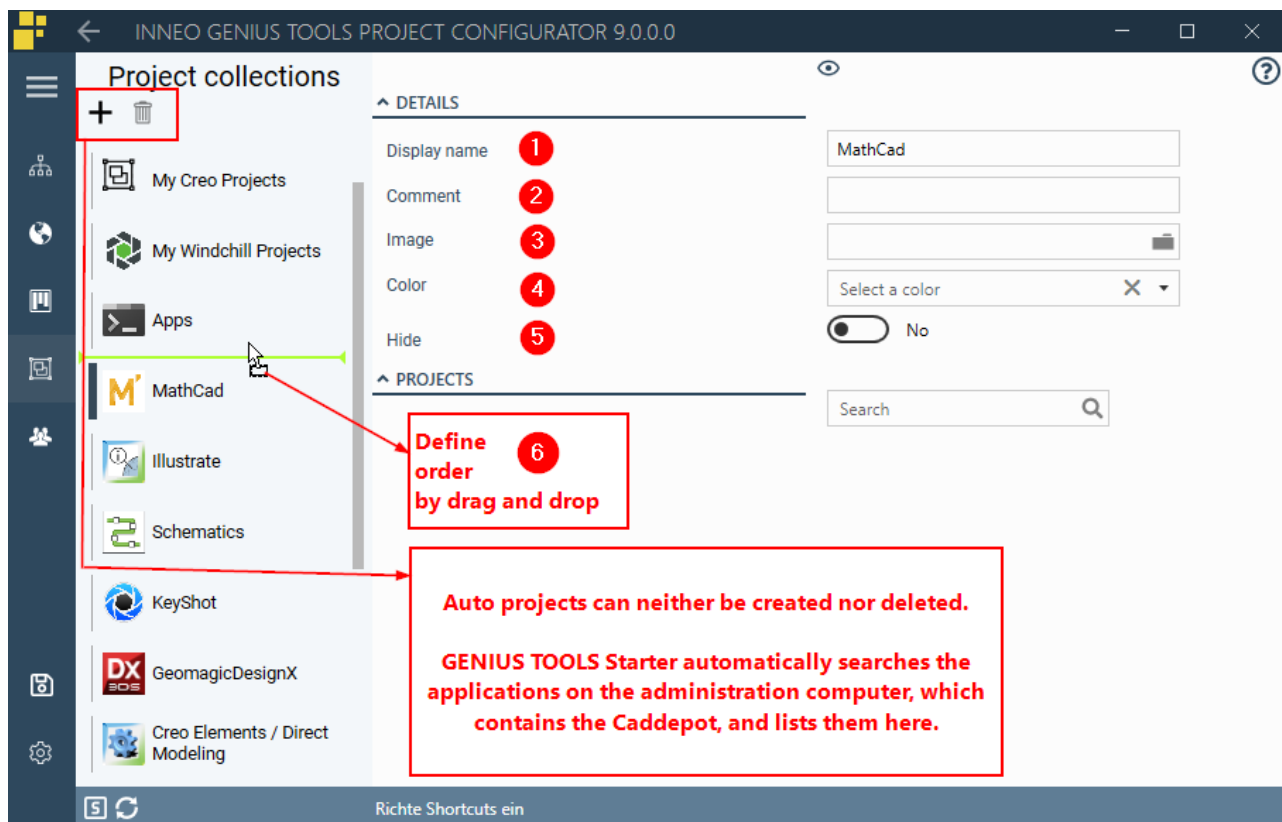 INNEO GENIUS TOOLS PROJECT CONFIGURATOR 9.0.0.0
Project collections
My Creo Projects
My Windchill Projects
Apps
MathCad
Illustrate
Schematics
KeyShot
DX
3DS
GeomagicDesignX
Creo Elements / Direct
Modeling
DETAILS
Display name
1
MathCad
Comment
2
Image
3
Color
4
Select a color
Hide
5
No
PROJECTS
Search
Define
order
by drag and drop
6
Auto projects can neither be created nor deleted.
GENIUS TOOLS Starter automatically searches the
applications on the administration computer, which
contains the Caddepot, and lists them here.
S
Richte Shortcuts ein